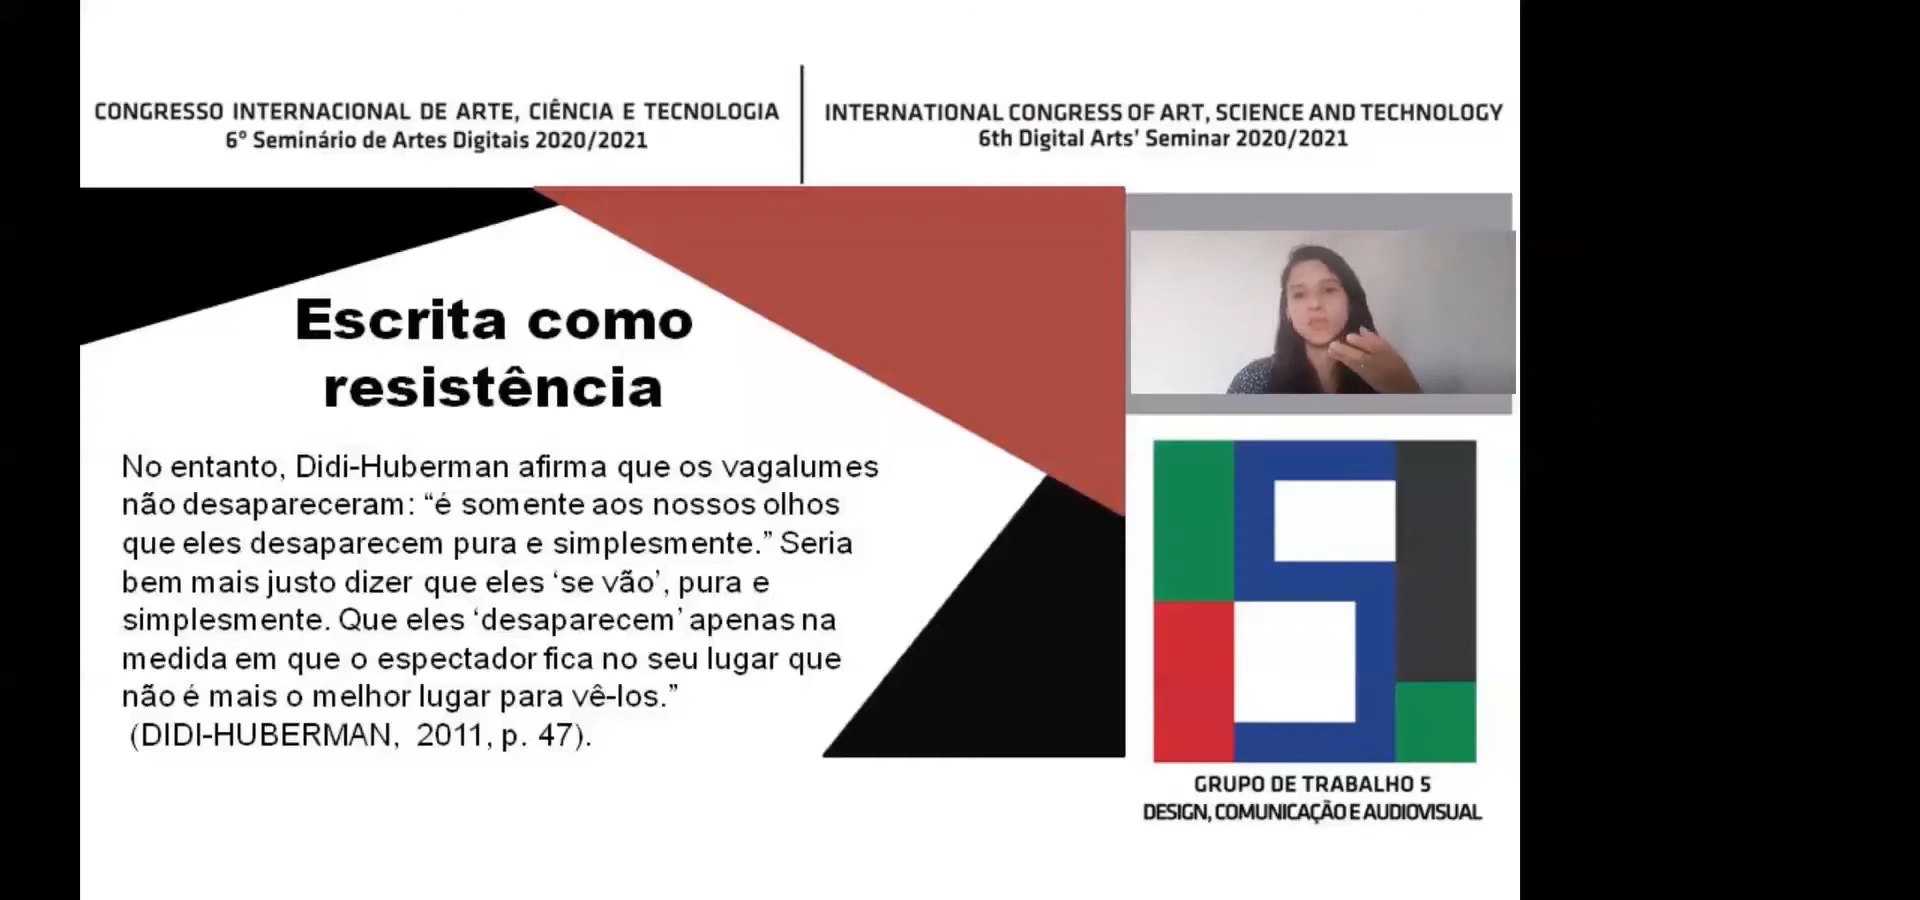 CONGRESSO INTERNACIONAL DE ARTE, CIÊNCIA E TECNOLOGIA
6º Seminário de Artes Digitais 2020/2021
INTERNATIONAL CONGRESS OF ART, SCIENCE AND TECHNOLOGY
6th Digital Arts' Seminar 2020/2021
Escrita como
resistência
No entanto, Didi-Huberman afirma que os vagalumes
não desapareceram: “é somente aos nossos olhos
que eles desaparecem pura e simplesmente.” Seria
bem mais justo dizer que eles ‘se vão’, pura e
simplesmente. Que eles ‘desaparecem’ apenas na
medida em que o espectador fica no seu lugar que
não é mais o melhor lugar para vê-los.”
(DIDI-HUBERMAN, 2011, p. 47).
GRUPO DE TRABALHO 5
DESIGN, COMUNICAÇÃO E AUDIOVISUAL